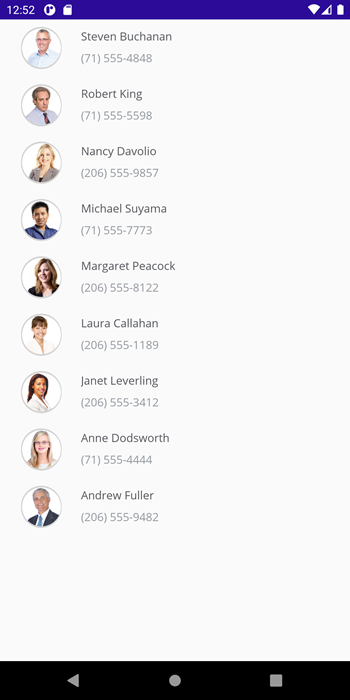 12:52
Steven Buchanan
(71) 555-4848
Robert King
(71) 555-5598
Nancy Davolio
(206) 555-9857
Michael Suyama
(71) 555-7773
Margaret Peacock
(206) 555-8122
Laura Callahan
(206) 555-1189
Janet Leverling
(206) 555-3412
Anne Dodsworth
(71) 555-4444
Andrew Fuller
(206) 555-9482